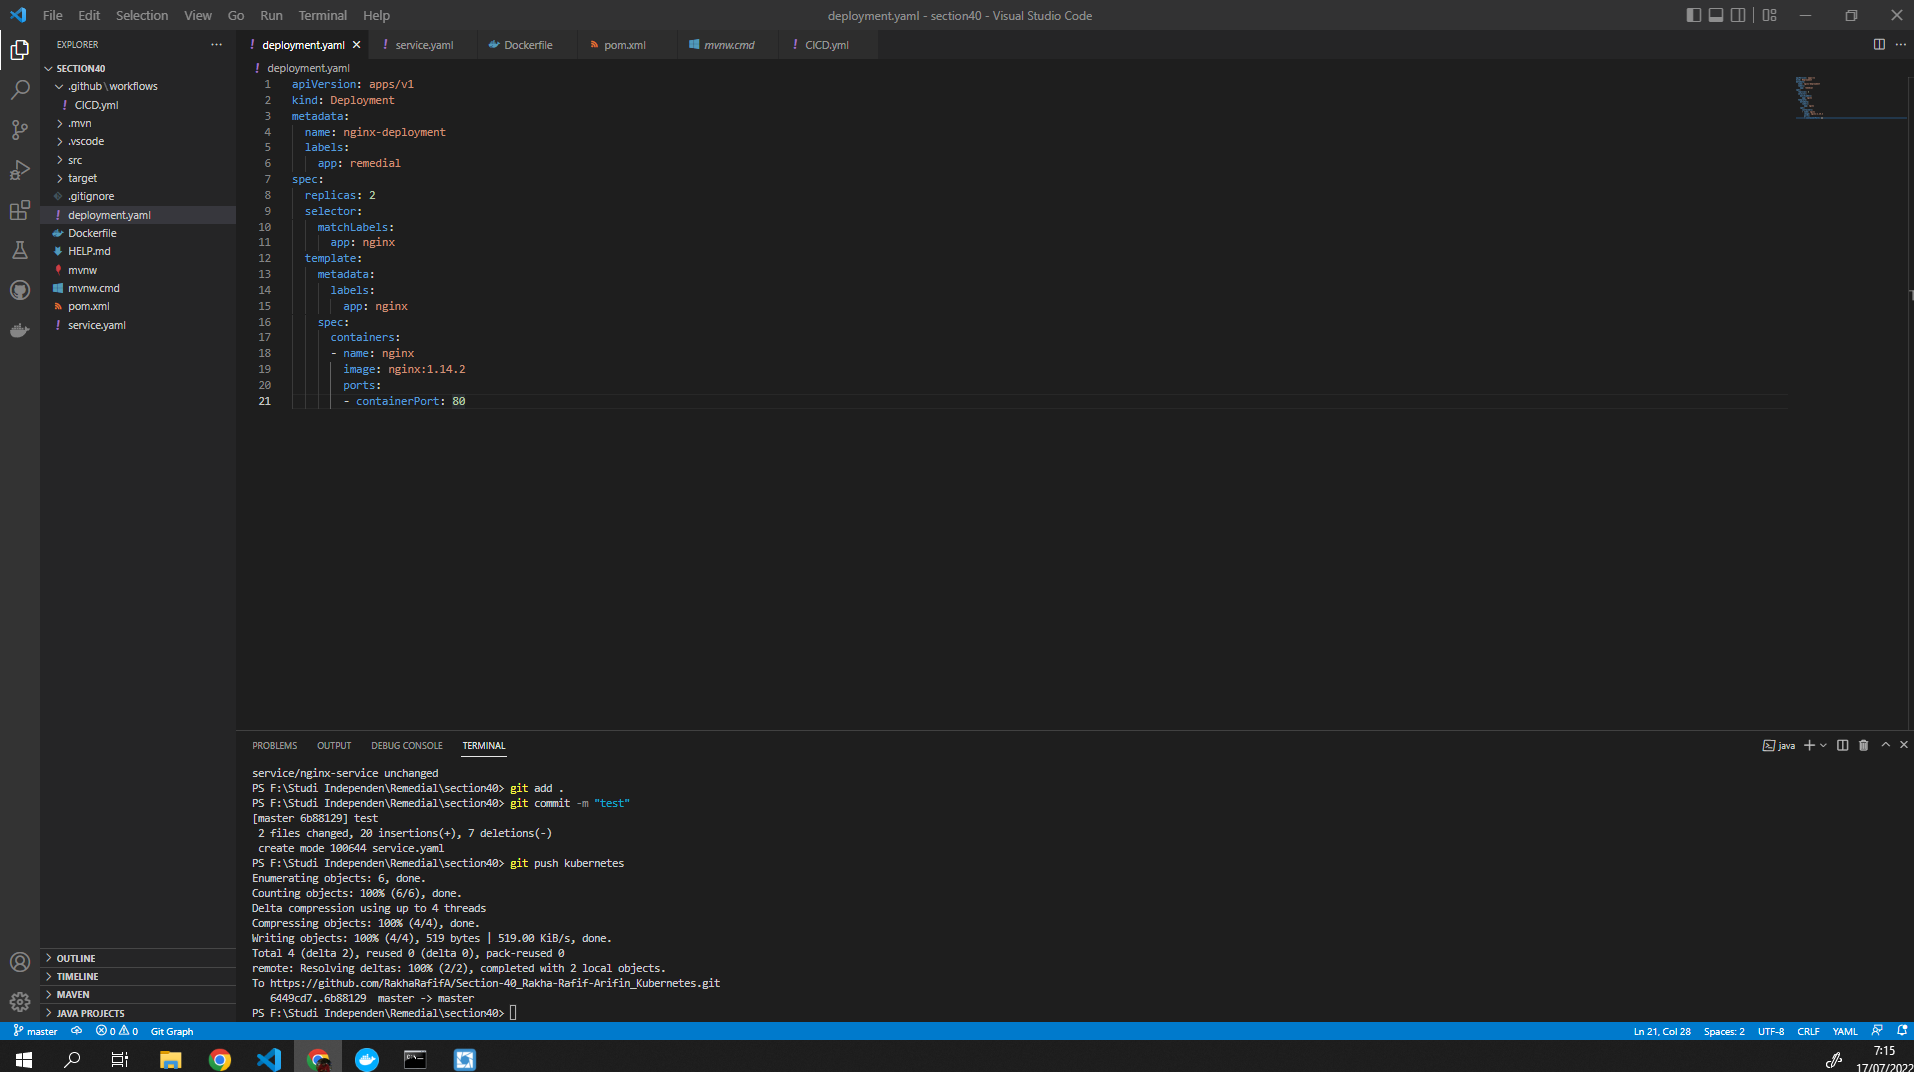 File Edit Selection View Go Run Terminal Help
deployment.yaml - section40 - Visual Studio Code
EXPLORER
SECTION40
.github\workflows
CICD.yml
.mvn
.vscode
src
target
.gitignore
deployment.yaml
Dockerfile
HELP.md
mvnw
mvnw.cmd
pom.xml
service.yaml
OUTLINE
TIMELINE
MAVEN
JAVA PROJECTS
deployment.yaml service.yaml Dockerfile pom.xml mvnw.cmd CICD.yml
deployment.yaml
1 apiVersion: apps/v1
2 kind: Deployment
3 metadata:
4 name: nginx-deployment
5 labels:
6 app: remedial
7 spec:
8 replicas: 2
9 selector:
10 matchLabels:
11 app: nginx
12 template:
13 metadata:
14 labels:
15 app: nginx
16 spec:
17 containers:
18 - name: nginx
19 image: nginx:1.14.2
20 ports:
21 - containerPort: 80
PROBLEMS OUTPUT DEBUG CONSOLE TERMINAL
java
service/nginx-service unchanged
PS F:\Studi Independen\Remedial\section40> git add .
PS F:\Studi Independen\Remedial\section40> git commit -m "test"
[master 6b88129] test
2 files changed, 20 insertions(+), 7 deletions(-)
create mode 100644 service.yaml
PS F:\Studi Independen\Remedial\section40> git push kubernetes
Enumerating objects: 6, done.
Counting objects: 100% (6/6), done.
Delta compression using up to 4 threads
Compressing objects: 100% (4/4), done.
Writing objects: 100% (4/4), 519 bytes | 519.00 KiB/s, done.
Total 4 (delta 2), reused 0 (delta 0), pack-reused 0
remote: Resolving deltas: 100% (2/2), completed with 2 local objects.
To https://github.com/RakhaRafifA/Section-40_Rakha-Rafif-Arifin_Kubernetes.git
6449cd7..6b88129 master -> master
PS F:\Studi Independen\Remedial\section40>
master 0 0 Git Graph
Ln 21, Col 28 Spaces: 2 UTF-8 CRLF YAML
7:15
17/07/2022